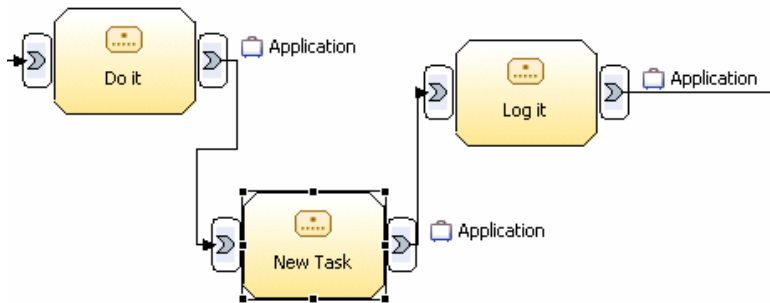 Do it
Application
Log it
Application
New Task
Application